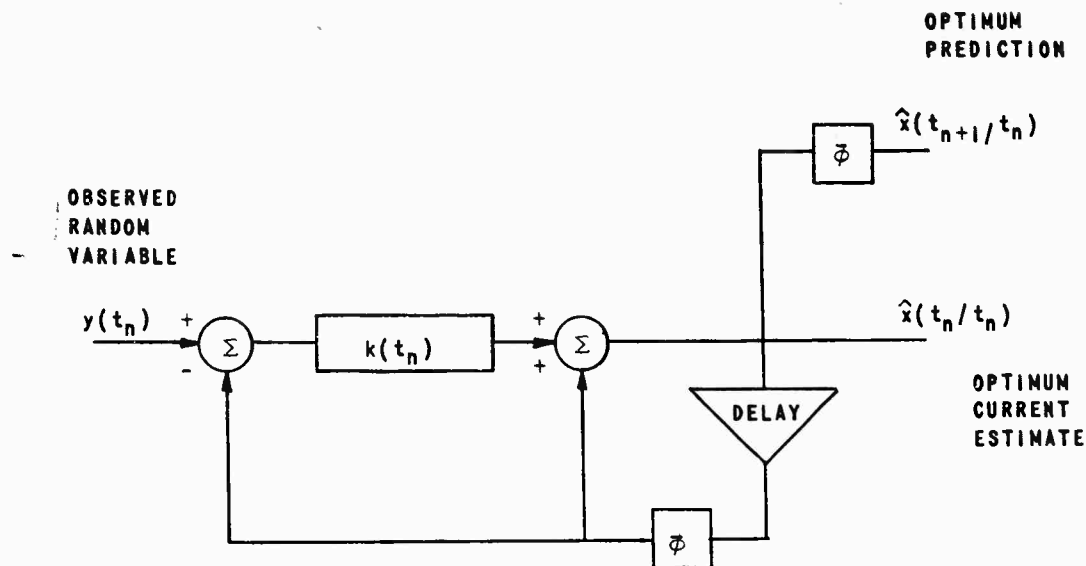 OPTIMUM
PREDICTION
x̂(t_{n+1}/t_n)
Φ
OBSERVED
RANDOM
VARIABLE
y(t_n)
+
-
Σ
k(t_n)
+
+
Σ
x̂(t_n/t_n)
OPTIMUM
CURRENT
ESTIMATE
DELAY
Φ